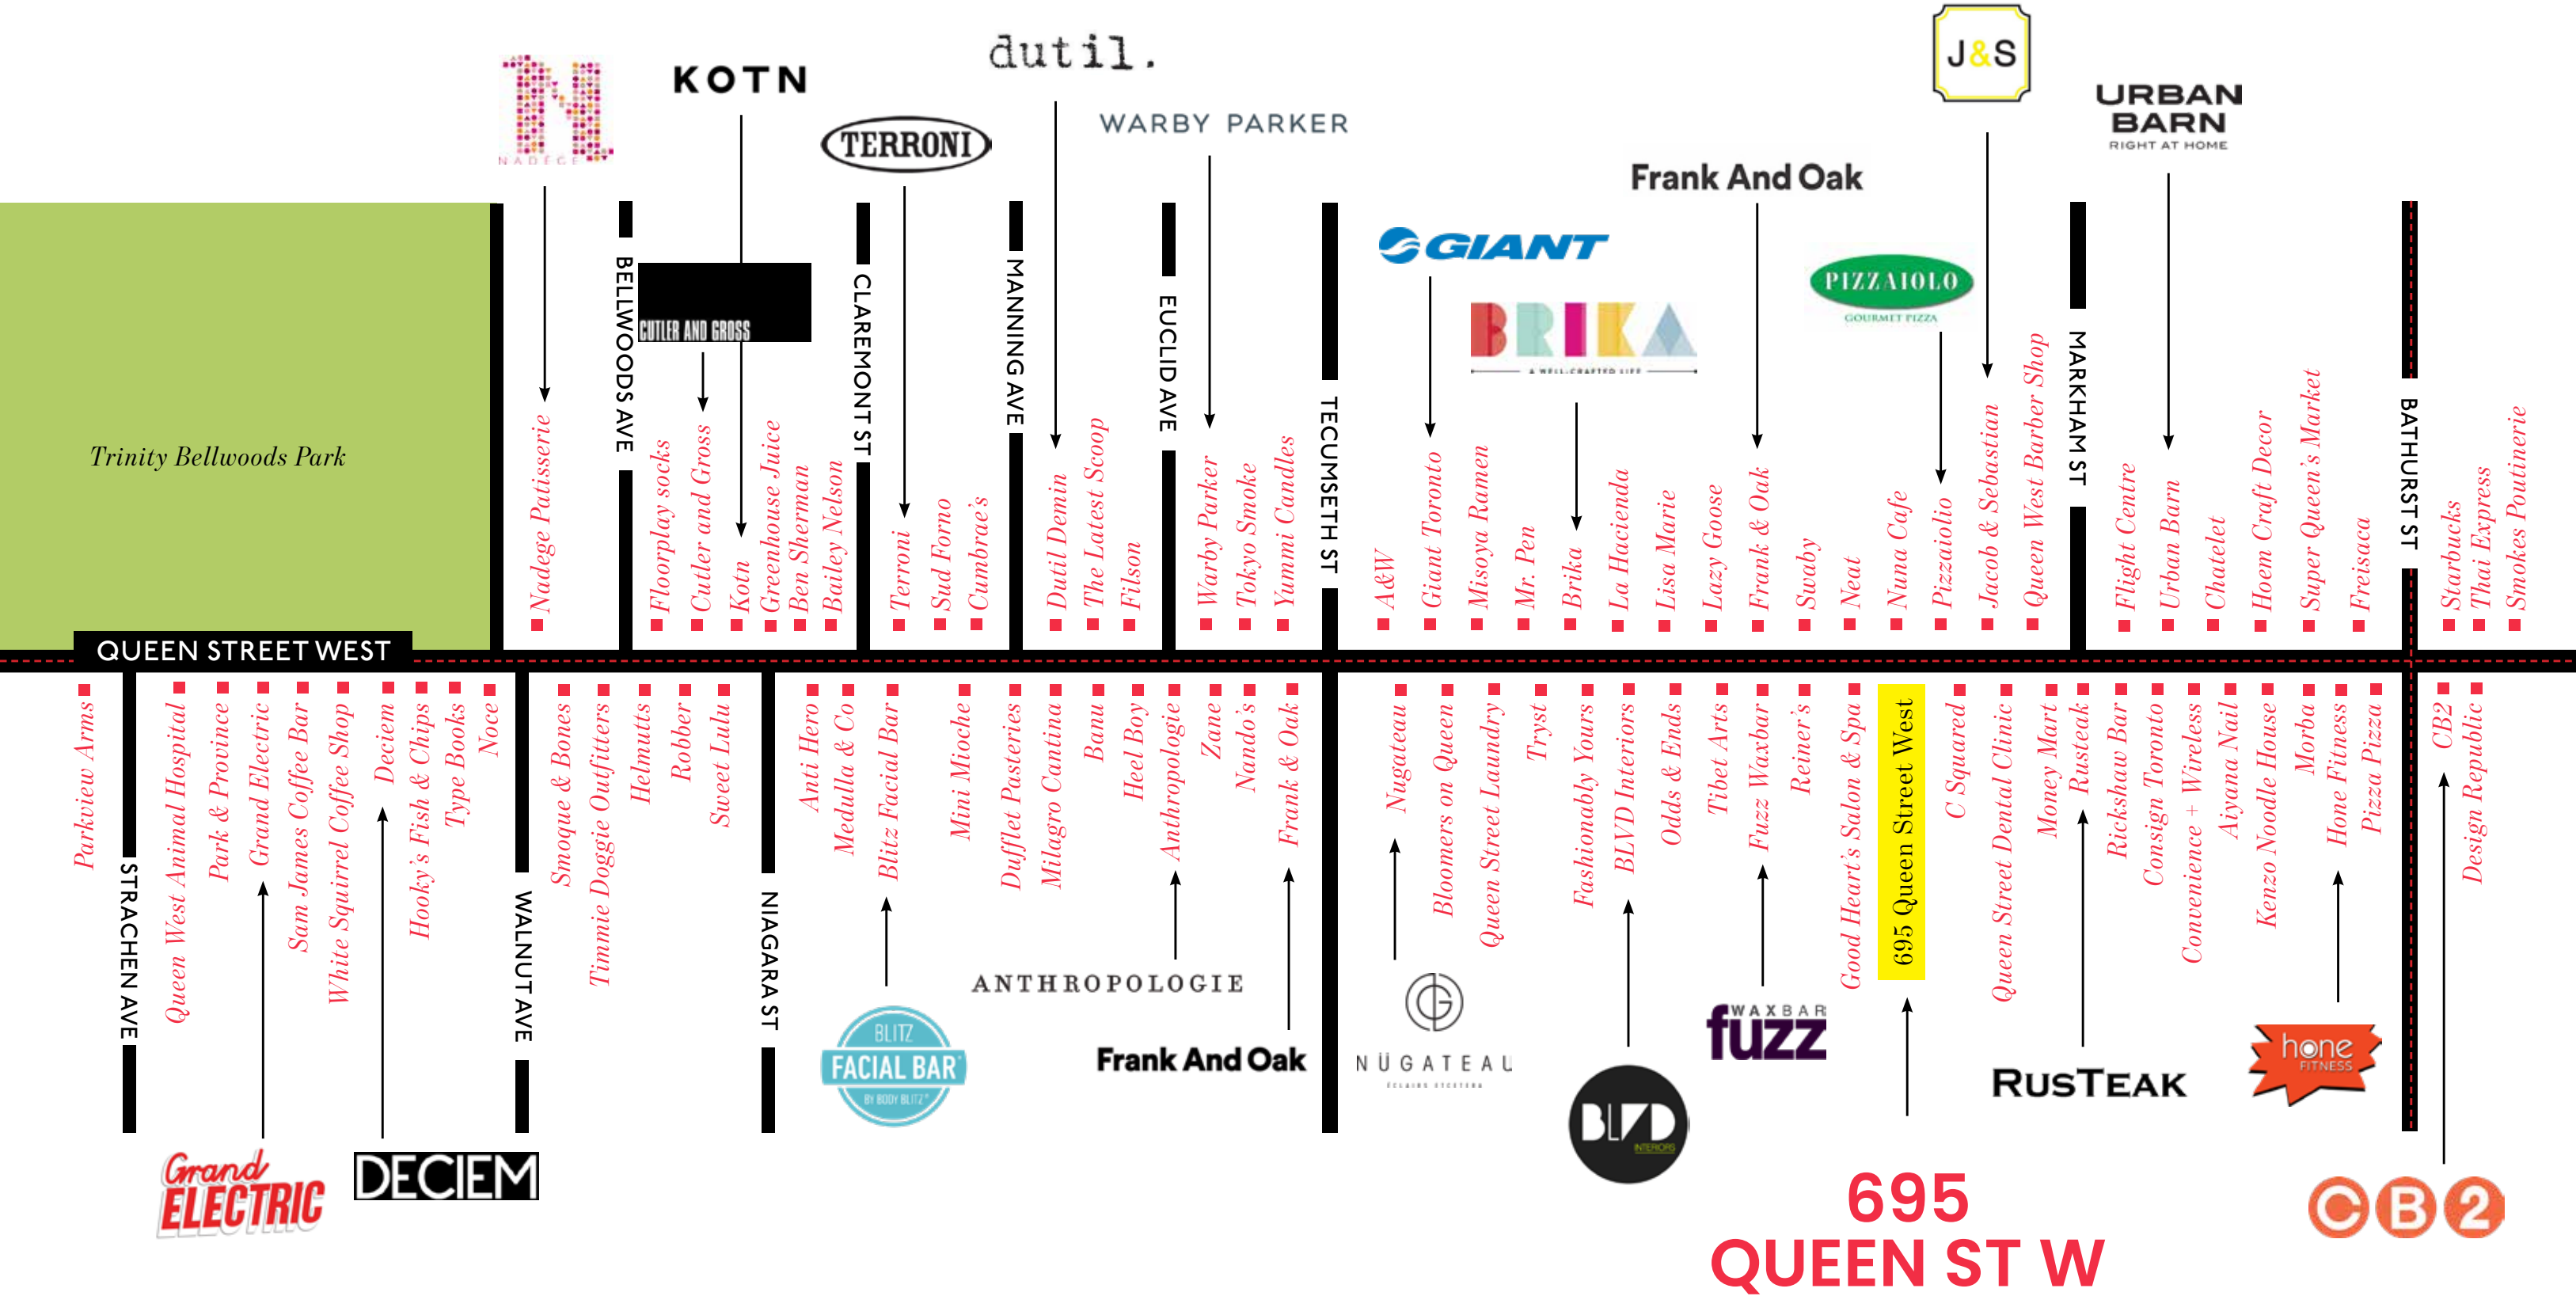 NADÈGE
KOTN
TERRONI
dutil.
WARBY PARKER
GIANT
BRIKA
A WELL-CRAFTED LIFE
Frank And Oak
PIZZAIOLO
GOURMET PIZZA
J&S
URBAN
BARN
RIGHT AT HOME
CUTLER AND GROSS
Trinity Bellwoods Park
BELLWOODS AVE
CLAREMONT ST
MANNING AVE
EUCLID AVE
TECUMSETH ST
MARKHAM ST
BATHURST ST
Nadege Patisserie
Floorplay socks
Cutler and Gross
Kotn
Greenhouse Juice
Ben Sherman
Bailey Nelson
Terroni
Sud Forno
Cumbrae's
Dutil Demin
The Latest Scoop
Filson
Warby Parker
Tokyo Smoke
Yummi Candles
A&W
Giant Toronto
Misoya Ramen
Mr. Pen
Brika
La Hacienda
Lisa Marie
Lazy Goose
Frank & Oak
Swaby
Neat
Nuna Cafe
Pizzaiolio
Jacob & Sebastian
Queen West Barber Shop
Flight Centre
Urban Barn
Chatelet
Hoem Craft Decor
Super Queen's Market
Freisaca
Starbucks
Thai Express
Smokes Poutinerie
QUEEN STREET WEST
Parkview Arms
STRACHEN AVE
Queen West Animal Hospital
Park & Province
Grand Electric
Sam James Coffee Bar
White Squirrel Coffee Shop
Deciem
Hooky's Fish & Chips
Type Books
Noce
WALNUT AVE
Smoque & Bones
Timmie Doggie Outfitters
Helmutts
Robber
Sweet Lulu
NIAGARA ST
Anti Hero
Medulla & Co
Blitz Facial Bar
Mini Mioche
Dufflet Pasteries
Milagro Cantina
Banu
Heel Boy
Anthropologie
Zane
Nando's
Frank & Oak
Nugateau
Bloomers on Queen
Queen Street Laundry
Tryst
Fashionably Yours
BLVD Interiors
Odds & Ends
Tibet Arts
Fuzz Waxbar
Reiner's
Good Heart's Salon & Spa
695 Queen Street West
C Squared
Queen Street Dental Clinic
Money Mart
Rusteak
Rickshaw Bar
Consign Toronto
Convenience + Wireless
Aiyana Nail
Kenzo Noodle House
Morba
Hone Fitness
Pizza Pizza
CB2
Design Republic
Grand
ELECTRIC
DECIEM
BLITZ
FACIAL BAR
BY BODY BLITZ
ANTHROPOLOGIE
Frank And Oak
NÜGATEAU
ÉCLAIRS ETCETERA
BLVD
INTERIORS
WAXBAR
fuzz
RUSTEAK
hone
FITNESS
CB2
695
QUEEN ST W